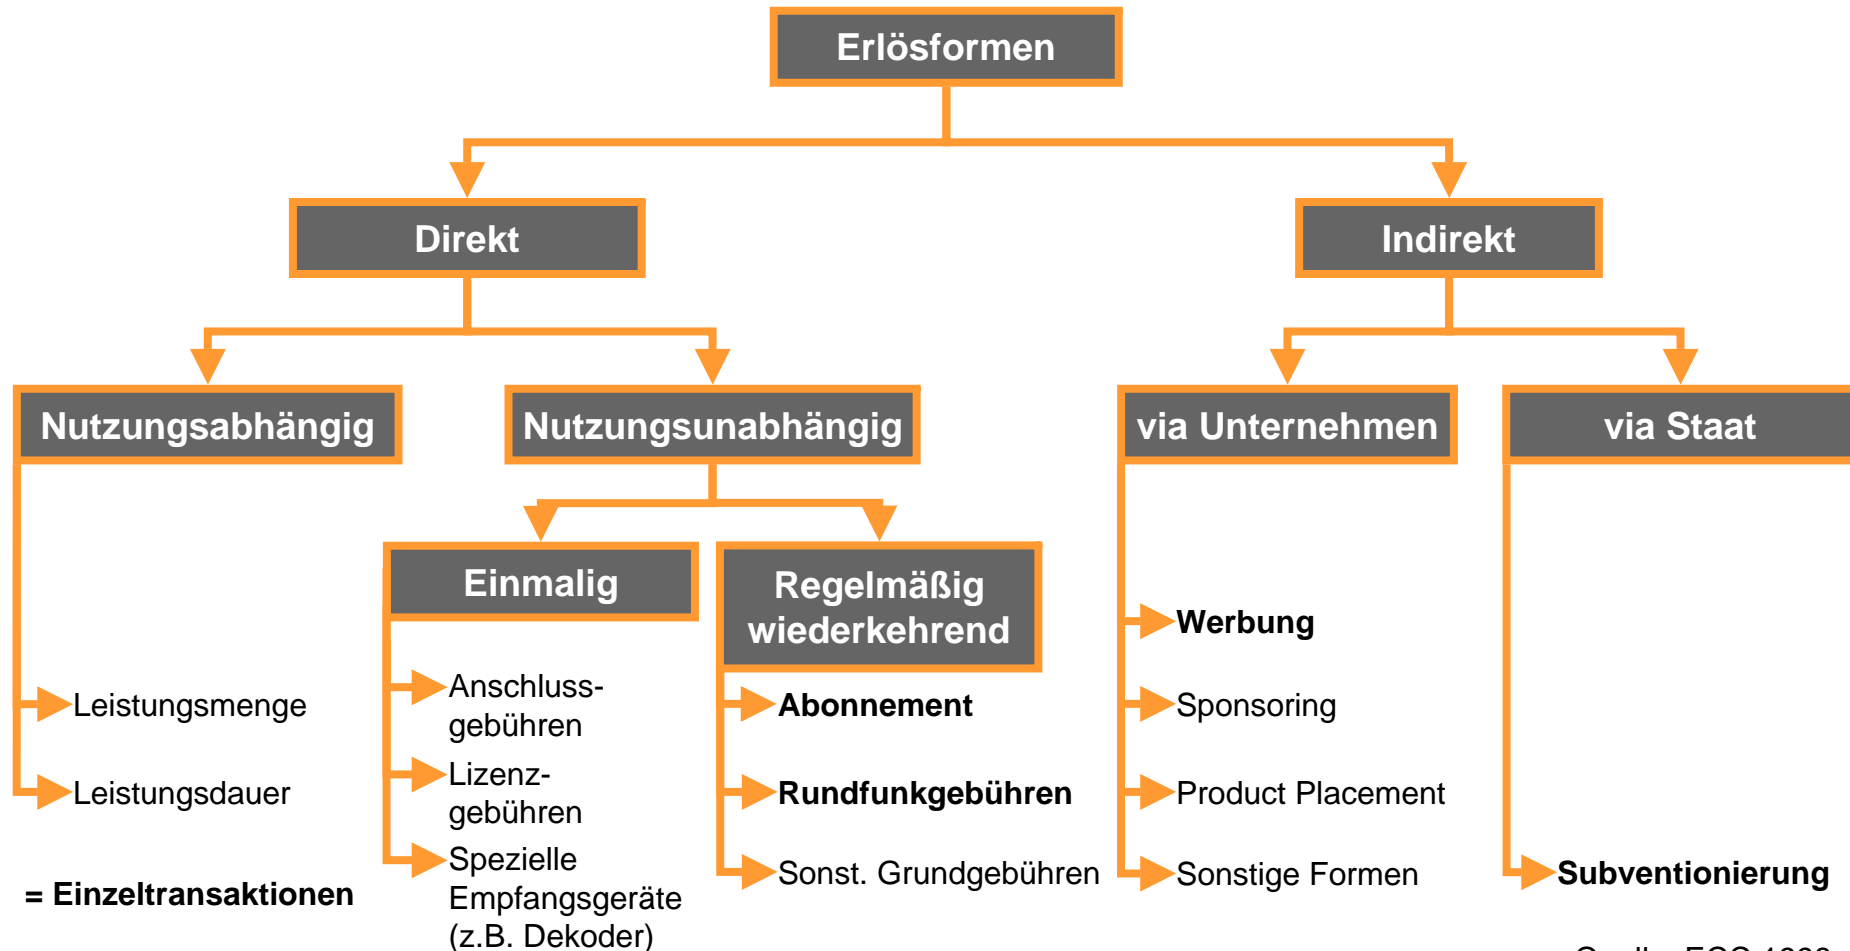 Erlösformen
Direkt
Indirekt
Nutzungsabhängig
Nutzungsunabhängig
via Unternehmen
via Staat
Einmalig
Regelmäßig
wiederkehrend
Leistungsmenge
Leistungsdauer
= Einzeltransaktionen
Anschluss-
gebühren
Lizenz-
gebühren
Spezielle
Empfangsgeräte
(z.B. Dekoder)
Abonnement
Rundfunkgebühren
Sonst. Grundgebühren
Werbung
Sponsoring
Product Placement
Sonstige Formen
Subventionierung